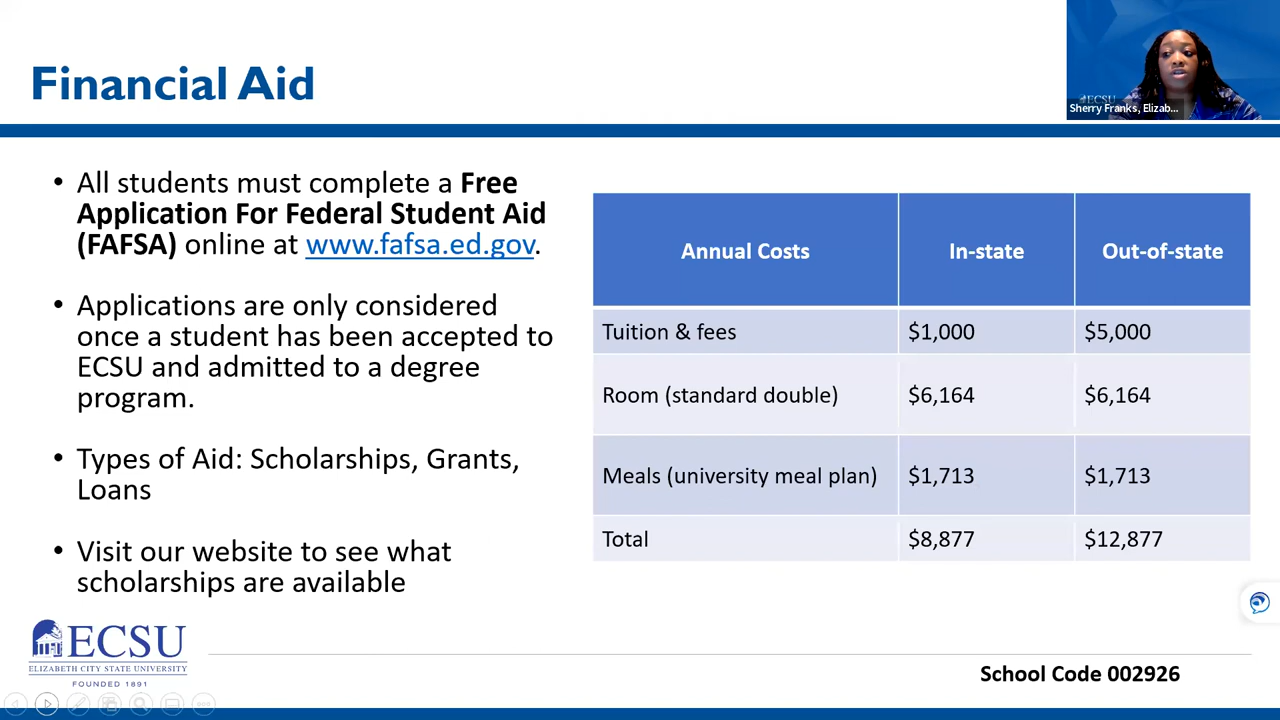 Financial Aid
ECSU
Sherry Franks, Elizab...
• All students must complete a Free
Application For Federal Student Aid
(FAFSA) online at www.fafsa.ed.gov.
• Applications are only considered
once a student has been accepted to
ECSU and admitted to a degree
program.
• Types of Aid: Scholarships, Grants,
Loans
• Visit our website to see what
scholarships are available
Annual Costs In-state Out-of-state
Tuition & fees $1,000 $5,000
Room (standard double) $6,164 $6,164
Meals (university meal plan) $1,713 $1,713
Total $8,877 $12,877
ECSU
ELIZABETH CITY STATE UNIVERSITY
FOUNDED 1891
School Code 002926